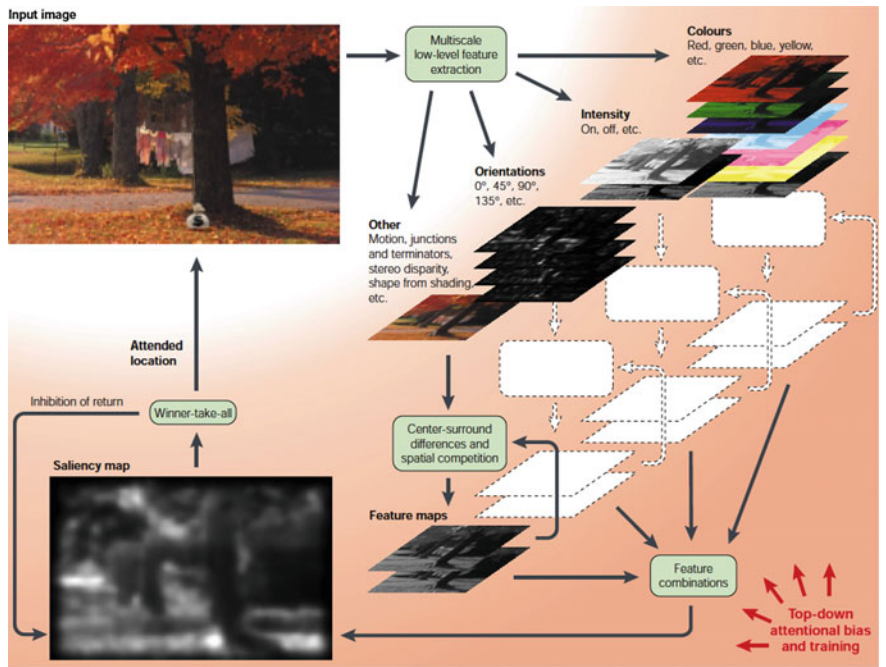 Input image
Multiscale
low-level feature
extraction
Colours
Red, green, blue, yellow,
etc.
Intensity
On, off, etc.
Orientations
0°, 45°, 90°,
135°, etc.
Other
Motion, junctions
and terminators,
stereo disparity,
shape from shading,
etc.
Attended
location
Inhibition of return
Winner-take-all
Center-surround
differences and
spatial competition
Saliency map
Feature maps
Feature
combinations
Top-down
attentional bias
and training